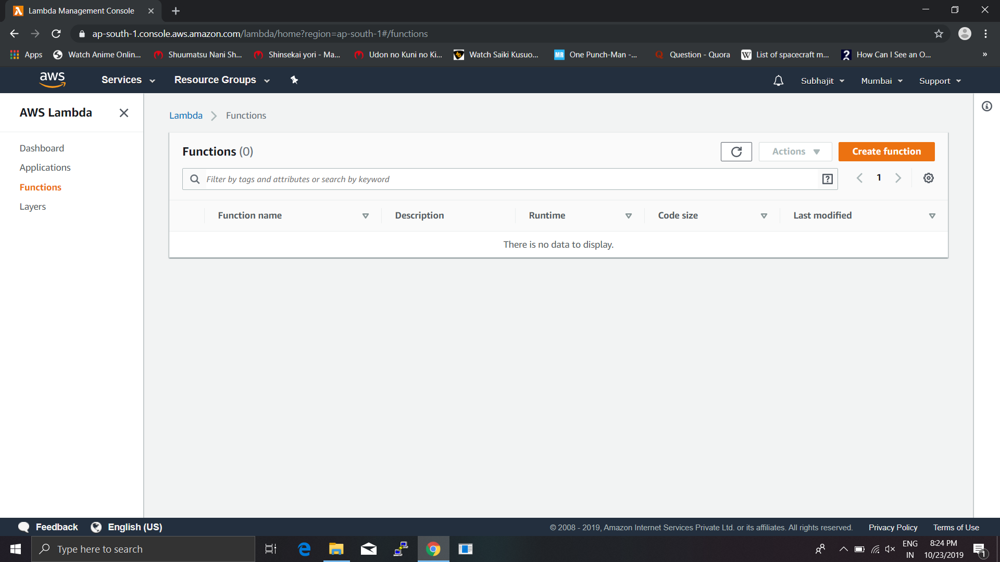 Lambda Management Console
ap-south-1.console.aws.amazon.com/lambda/home?region=ap-south-1#/functions
Apps Watch Anime Onlin... Shuumatsu Nani Sh... Shinsekai yori - Ma... Udon no Kuni no Ki... Watch Saiki Kusuo... MR One Punch-Man -... Question - Quora W List of spacecraft m... How Can I See an O... »
aws Services Resource Groups Subhajit Mumbai Support
AWS Lambda
Dashboard
Applications
Functions
Layers
Lambda Functions
Functions (0) Actions Create function
Filter by tags and attributes or search by keyword 1
Function name Description Runtime Code size Last modified
There is no data to display.
Feedback English (US) © 2008 - 2019, Amazon Internet Services Private Ltd. or its affiliates. All rights reserved. Privacy Policy Terms of Use
Type here to search
ENG
IN
8:24 PM
10/23/2019
1